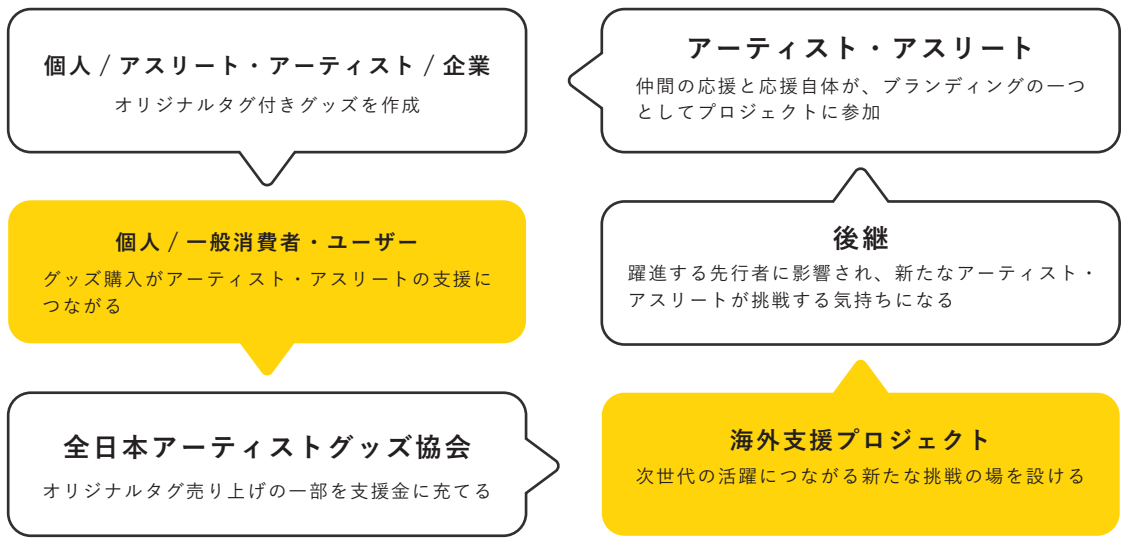 個人 / アスリート・アーティスト / 企業
オリジナルタグ付きグッズを作成
個人 / 一般消費者・ユーザー
グッズ購入がアーティスト・アスリートの支援に
つながる
全日本アーティストグッズ協会
オリジナルタグ売り上げの一部を支援金に充てる
海外支援プロジェクト
次世代の活躍につながる新たな挑戦の場を設ける
後継
躍進する先行者に影響され、新たなアーティスト・
アスリートが挑戦する気持ちになる
アーティスト・アスリート
仲間の応援と応援自体が、ブランディングの一つ
としてプロジェクトに参加